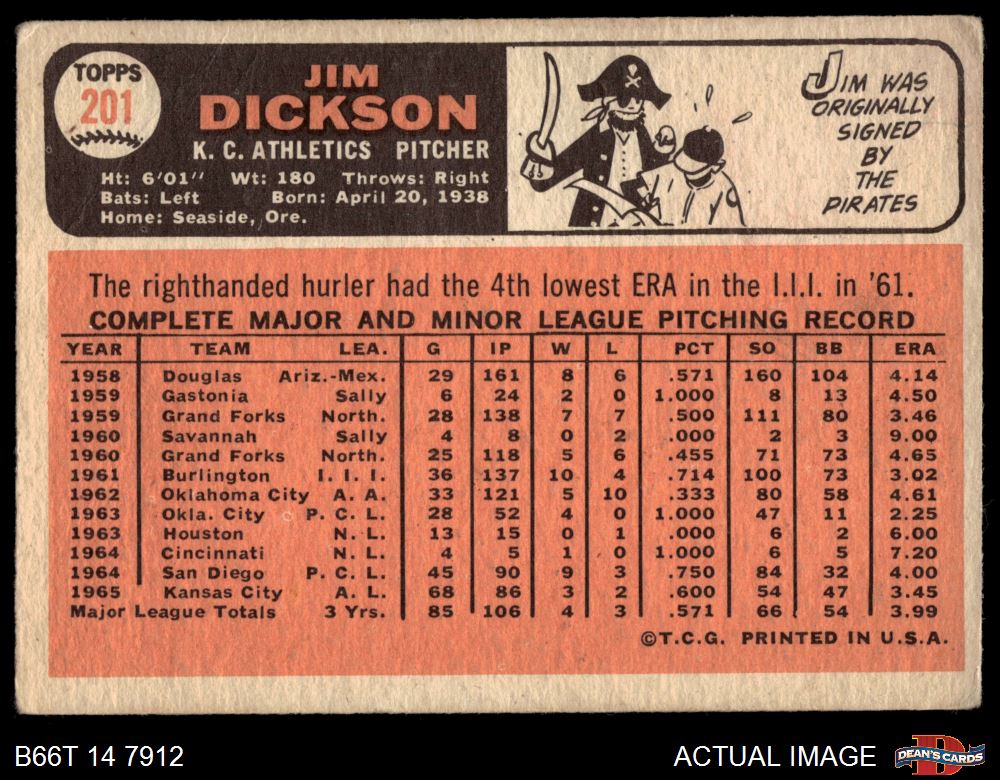 TOPPS
201
JIM
DICKSON
K. C. ATHLETICS PITCHER
Ht: 6'01" Wt: 180 Throws: Right
Bats: Left Born: April 20, 1938
Home: Seaside, Ore.
JIM WAS
ORIGINALLY
SIGNED
BY
THE
PIRATES
The righthanded hurler had the 4th lowest ERA in the I.I.I. in '61.
COMPLETE MAJOR AND MINOR LEAGUE PITCHING RECORD
YEAR TEAM LEA. G IP W L PCT SO BB ERA
1958 Douglas Ariz.-Mex. 29 161 8 6 .571 160 104 4.14
1959 Gastonia Sally 6 24 2 0 1.000 8 13 4.50
1959 Grand Forks North. 28 138 7 7 .500 111 80 3.46
1960 Savannah Sally 4 8 0 2 .000 2 3 9.00
1960 Grand Forks North. 25 118 5 6 .455 71 73 4.65
1961 Burlington I. I. I. 36 137 10 4 .714 100 73 3.02
1962 Oklahoma City A. A. 33 121 5 10 .333 80 58 4.61
1963 Okla. City P. C. L. 28 52 4 0 1.000 47 11 2.25
1963 Houston N. L. 13 15 0 1 .000 6 2 6.00
1964 Cincinnati N. L. 4 5 1 0 1.000 6 5 7.20
1964 San Diego P. C. L. 45 90 9 3 .750 84 32 4.00
1965 Kansas City A. L. 68 86 3 2 .600 54 47 3.45
Major League Totals 3 Yrs. 85 106 4 3 .571 66 54 3.99
©T.C.G. PRINTED IN U.S.A.
B66T 14 7912
ACTUAL IMAGE
DEAN'S CARDS